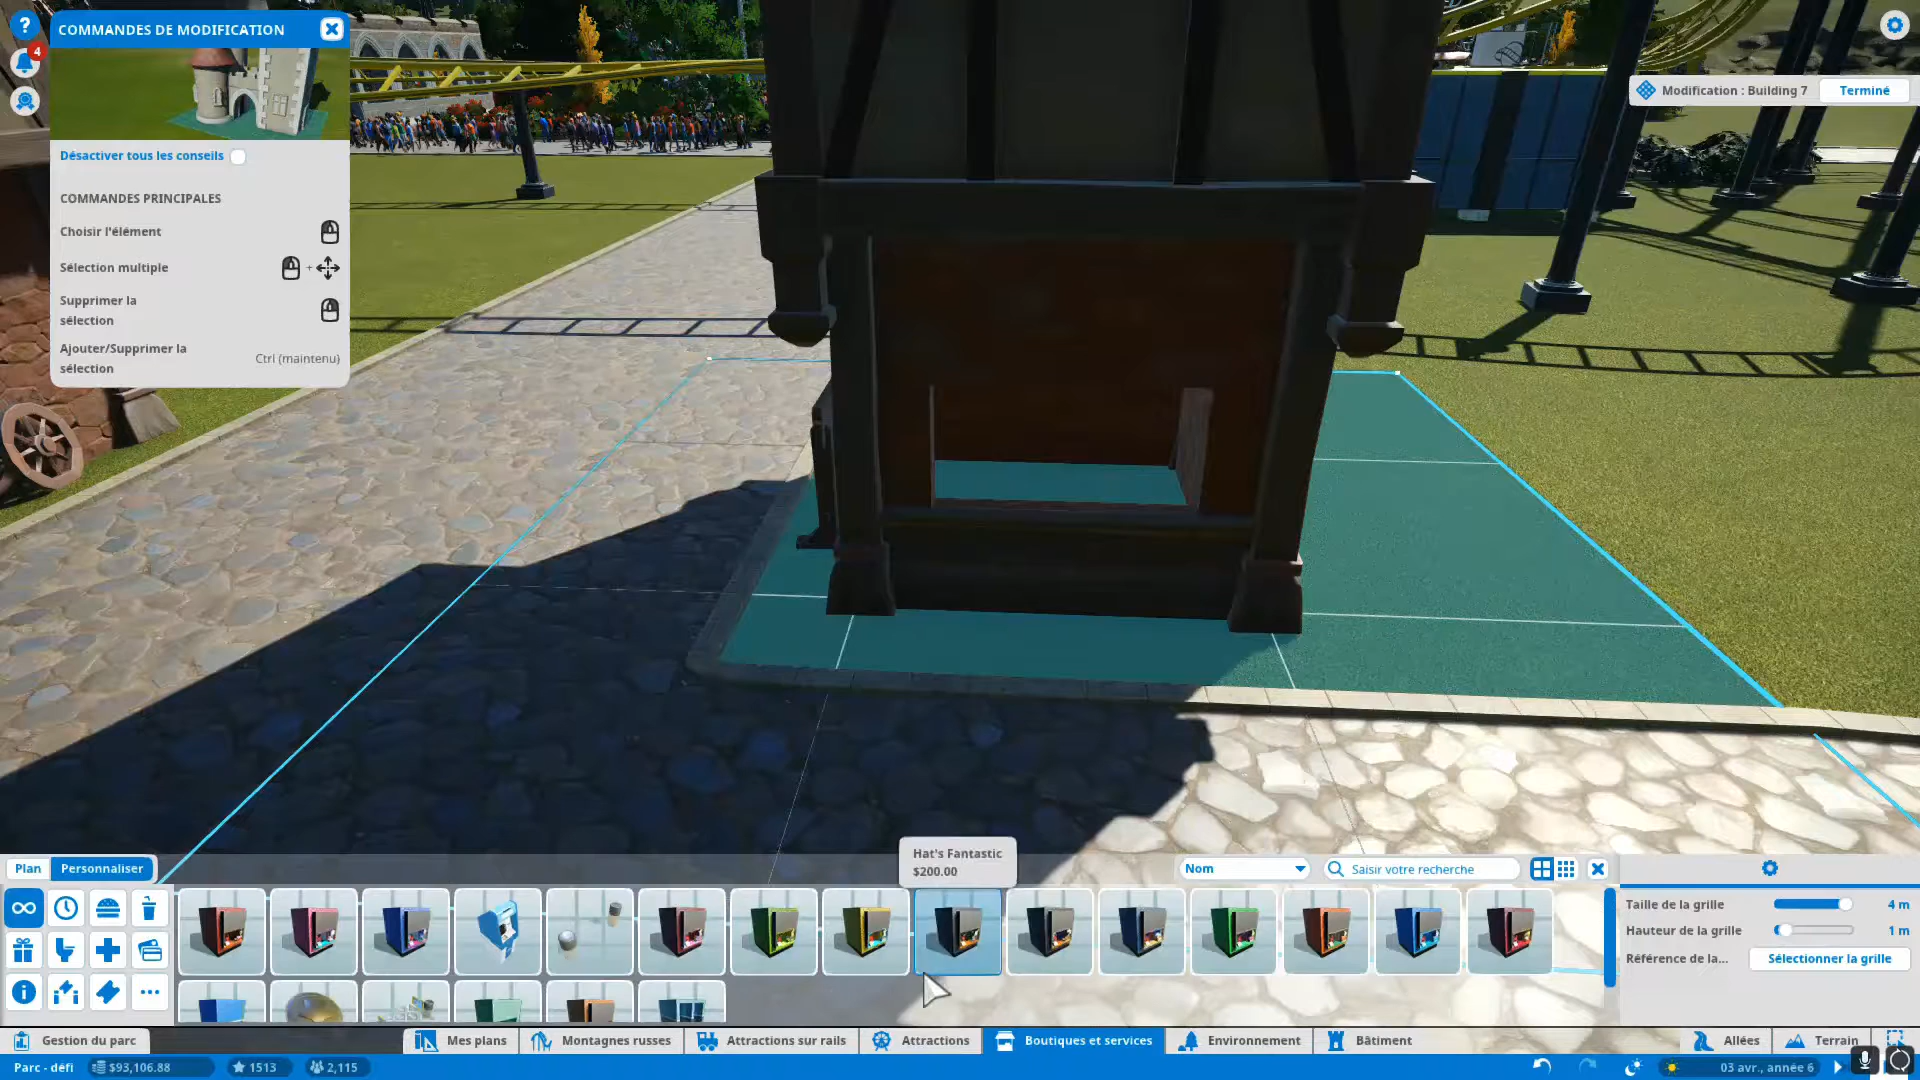 ?
COMMANDES DE MODIFICATION
4
Désactiver tous les conseils
COMMANDES PRINCIPALES
Choisir l'élément
Sélection multiple
+
Supprimer la
sélection
Ajouter/Supprimer la
sélection
Ctrl (maintenu)
Modification : Building 7
Terminé
Hat's Fantastic
$200.00
Plan
Personnaliser
Nom
Saisir votre recherche
Taille de la grille
4 m
Hauteur de la grille
1 m
Référence de la...
Sélectionner la grille
Gestion du parc
Mes plans
Montagnes russes
Attractions sur rails
Attractions
Boutiques et services
Environnement
Bâtiment
Allées
Terrain
Parc - défi
$93,106.88
1513
2,115
03 avr., année 6